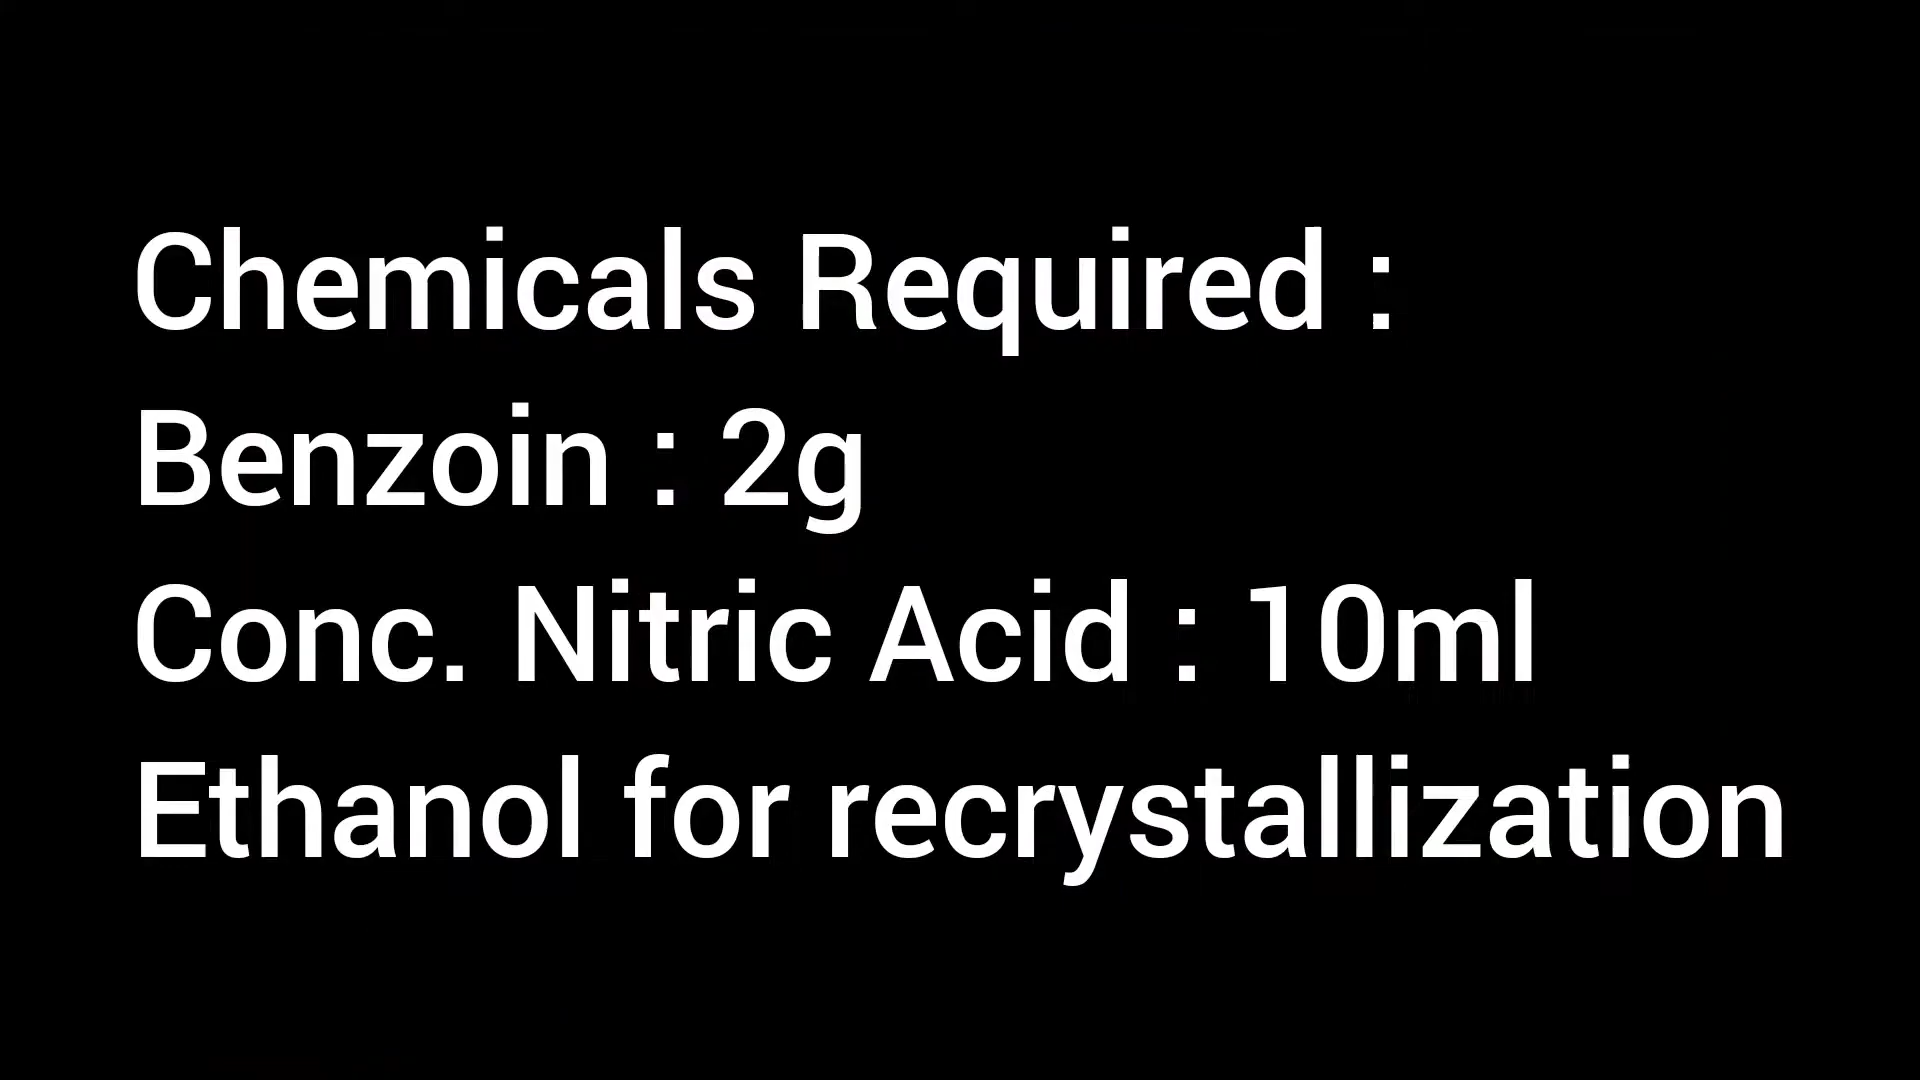 Chemicals Required :
Benzoin : 2g
Conc. Nitric Acid : 10ml
Ethanol for recrystallization